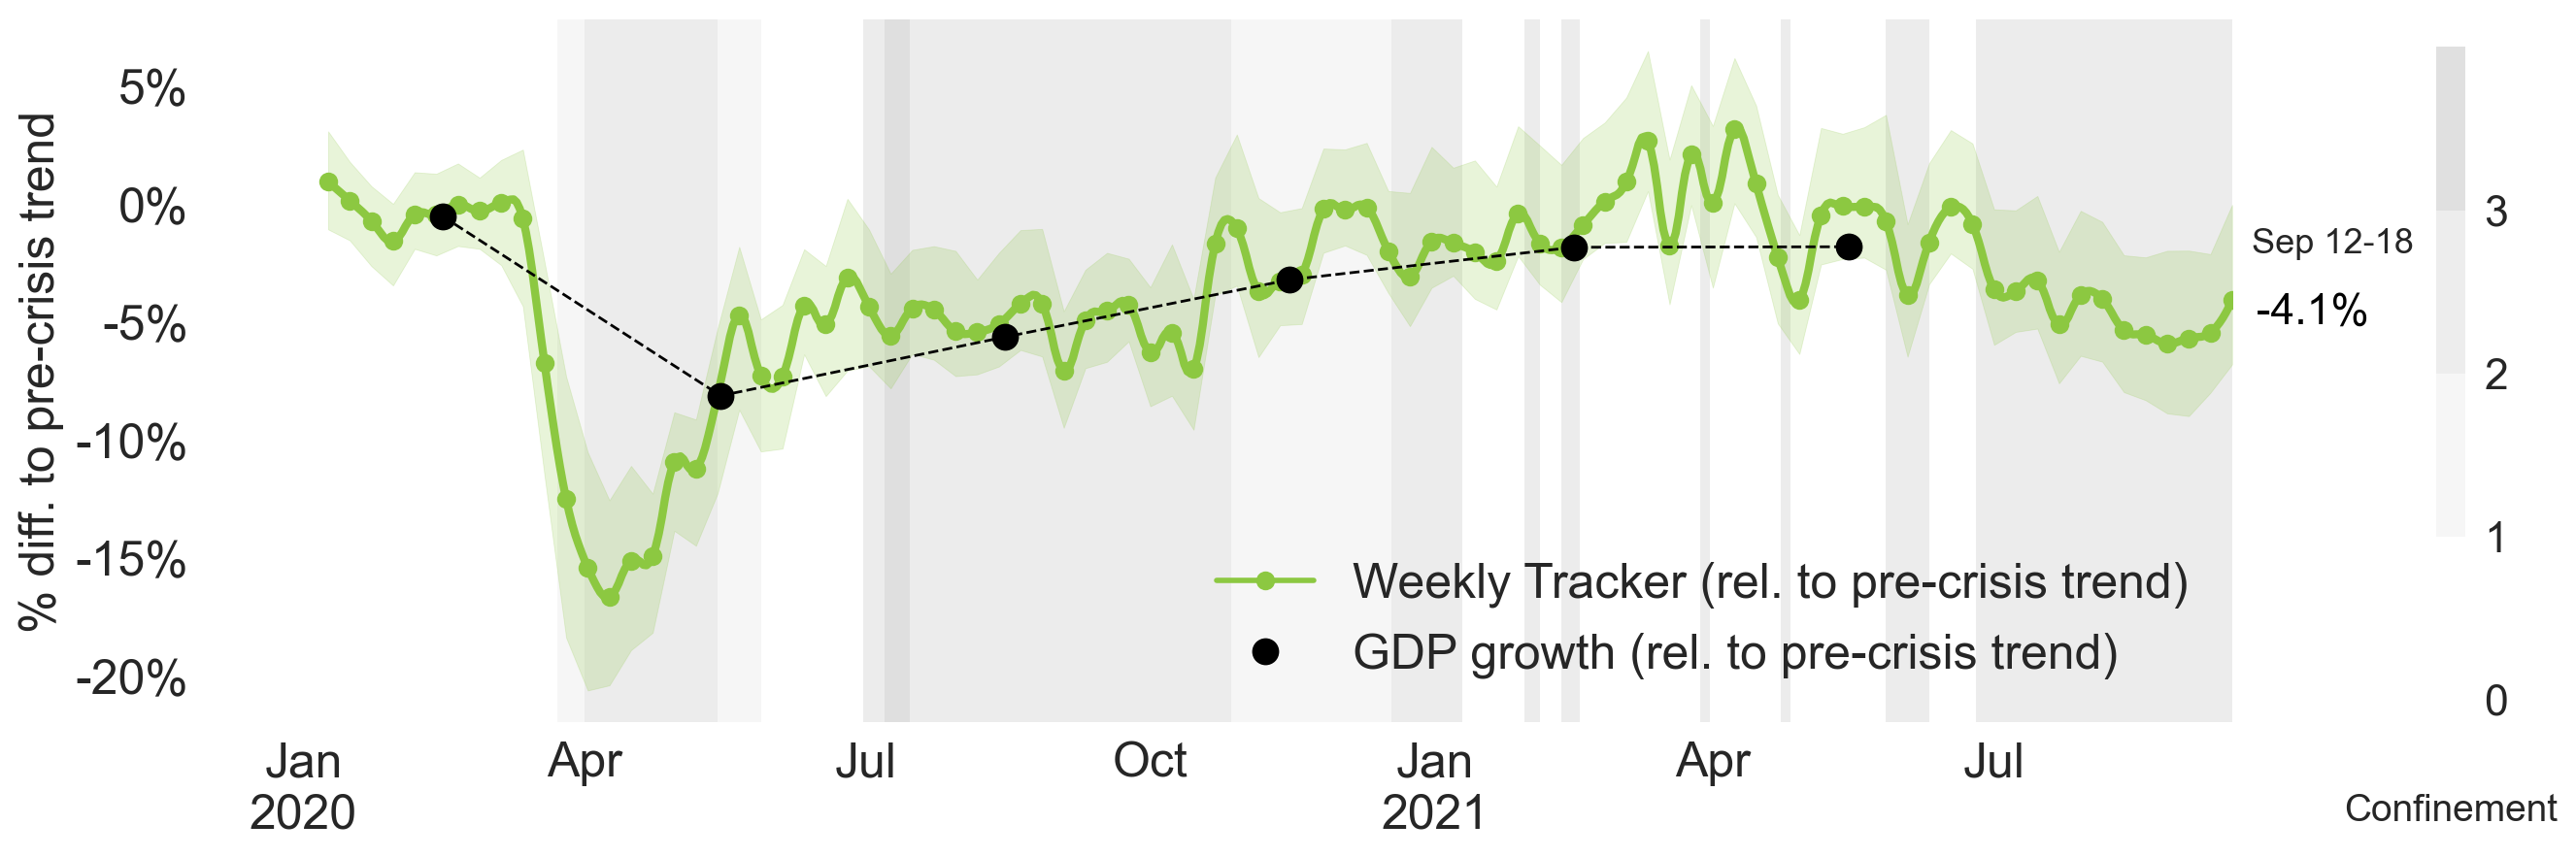 % diff. to pre-crisis trend
5%
0%
-5%
-10%
-15%
-20%
Jan
2020
Apr
Jul
Oct
Jan
2021
Apr
Jul
Weekly Tracker (rel. to pre-crisis trend)
GDP growth (rel. to pre-crisis trend)
Sep 12-18
-4.1%
3
2
1
0
Confinement